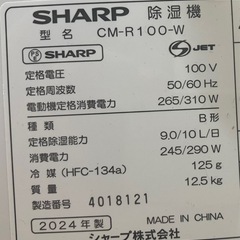 SHARP 除湿機
型名 CM-R100-W
PS E SHARP S JET
定格電圧 100 V
定格周波数 50/60 Hz
電動機定格消費電力 265/310 W
種類 B形
定格除湿能力 9.0/10 L/日
消費電力 245/290 W
冷媒(HFC-134a) 125 g
質量 12.5 kg
製造番号 4018121
2024年製 MADE IN CHINA
シャープ株式会社